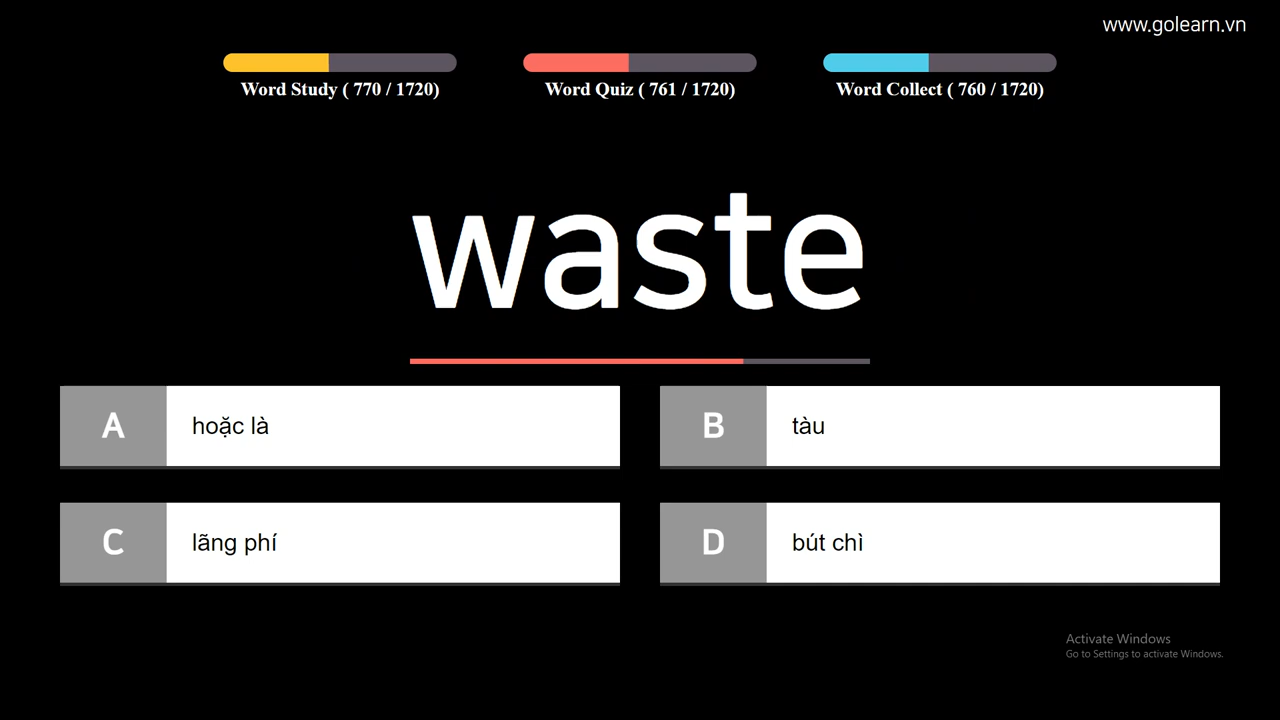 www.golearn.vn
Word Study ( 770 / 1720)
Word Quiz ( 761 / 1720)
Word Collect ( 760 / 1720)
waste
A hoặc là
B tàu
C lãng phí
D bút chì
Activate Windows
Go to Settings to activate Windows.